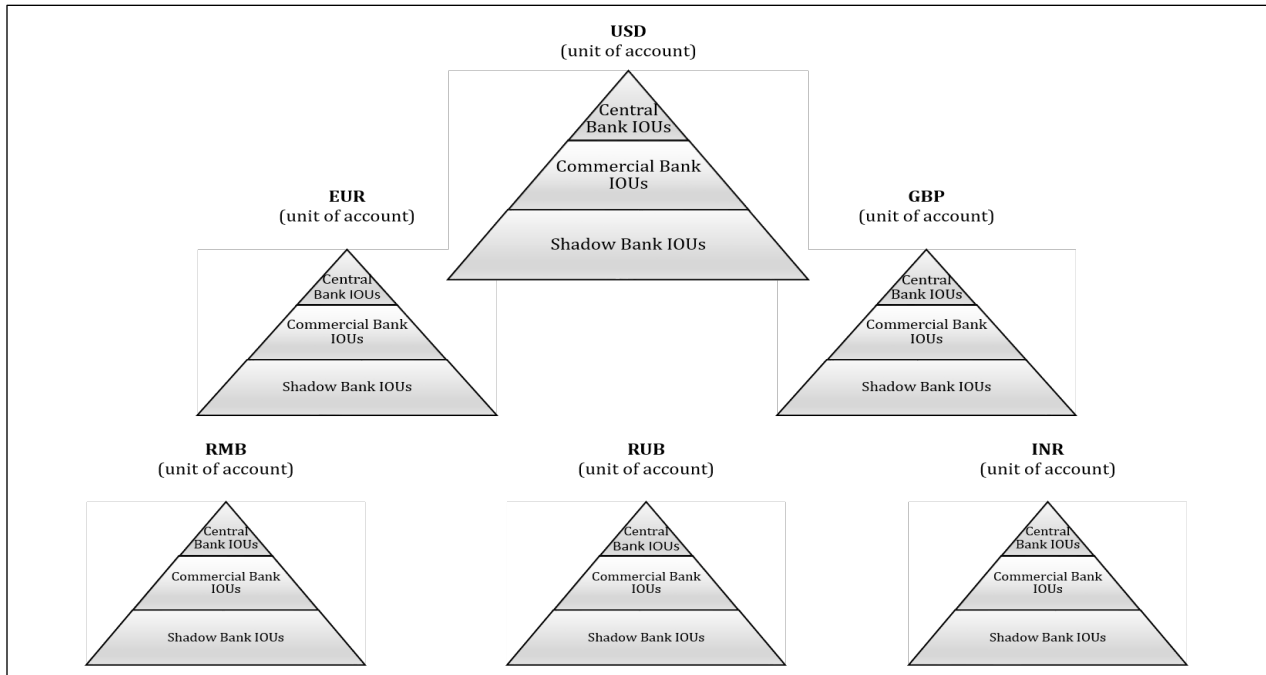 USD
(unit of account)
Central
Bank IOUs
Commercial Bank
IOUs
Shadow Bank IOUs
EUR
(unit of account)
Central
Bank IOUs
Commercial Bank
IOUs
Shadow Bank IOUs
GBP
(unit of account)
Central
Bank IOUs
Commercial Bank
IOUs
Shadow Bank IOUs
RMB
(unit of account)
Central
Bank IOUs
Commercial Bank
IOUs
Shadow Bank IOUs
RUB
(unit of account)
Central
Bank IOUs
Commercial Bank
IOUs
Shadow Bank IOUs
INR
(unit of account)
Central
Bank IOUs
Commercial Bank
IOUs
Shadow Bank IOUs